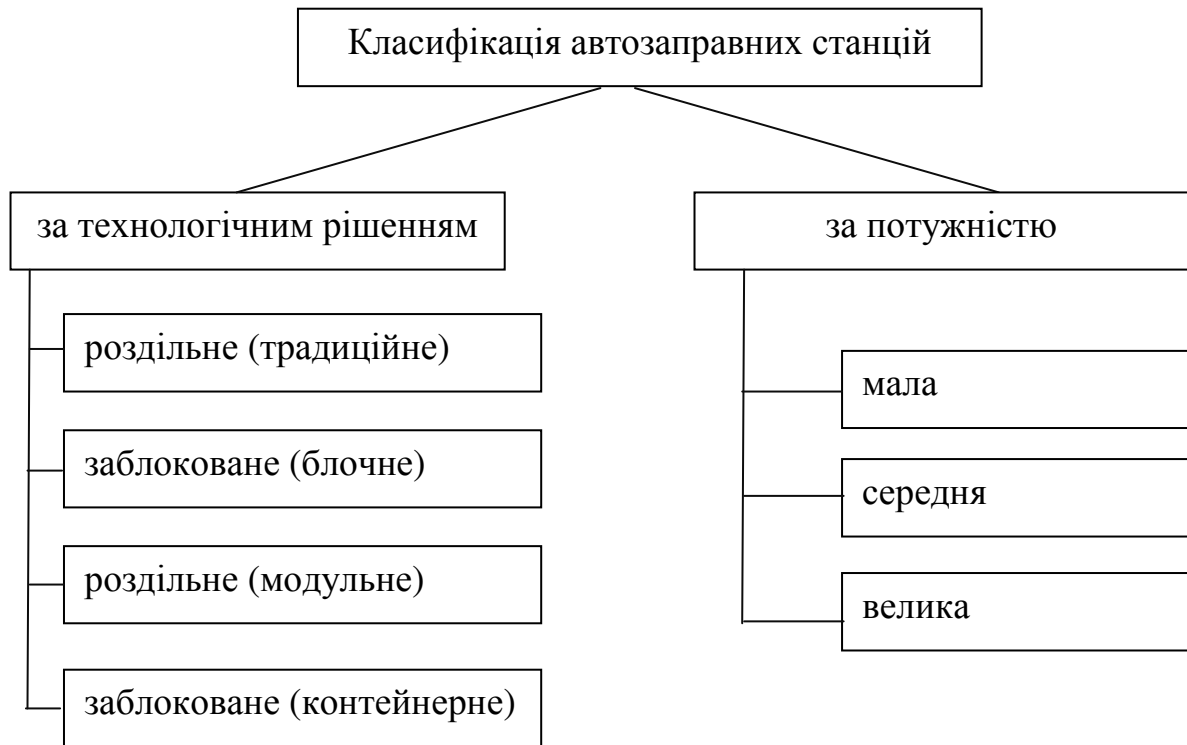 Класифікація автозаправних станцій
за технологічним рішенням
роздільне (традиційне)
заблоковане (блочне)
роздільне (модульне)
заблоковане (контейнерне)
за потужністю
мала
середня
велика